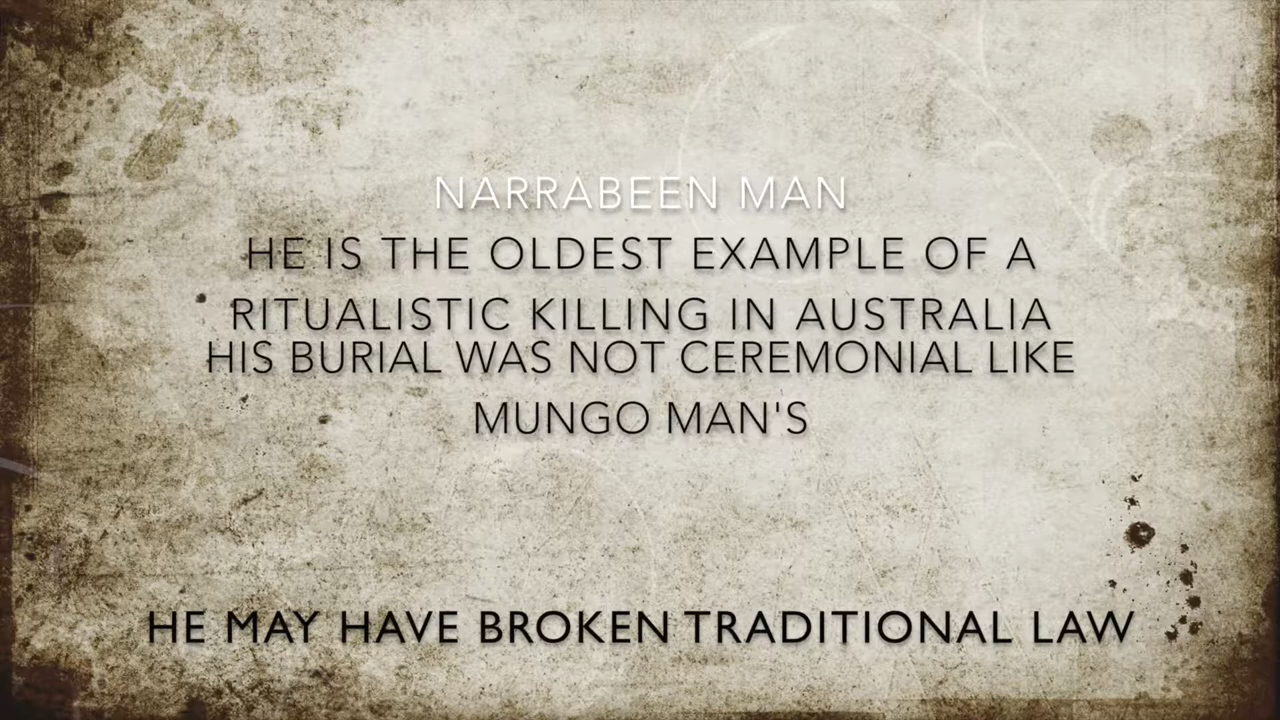 NARRABEEN MAN
HE IS THE OLDEST EXAMPLE OF A
RITUALISTIC KILLING IN AUSTRALIA
HIS BURIAL WAS NOT CEREMONIAL LIKE
MUNGO MAN'S
HE MAY HAVE BROKEN TRADITIONAL LAW